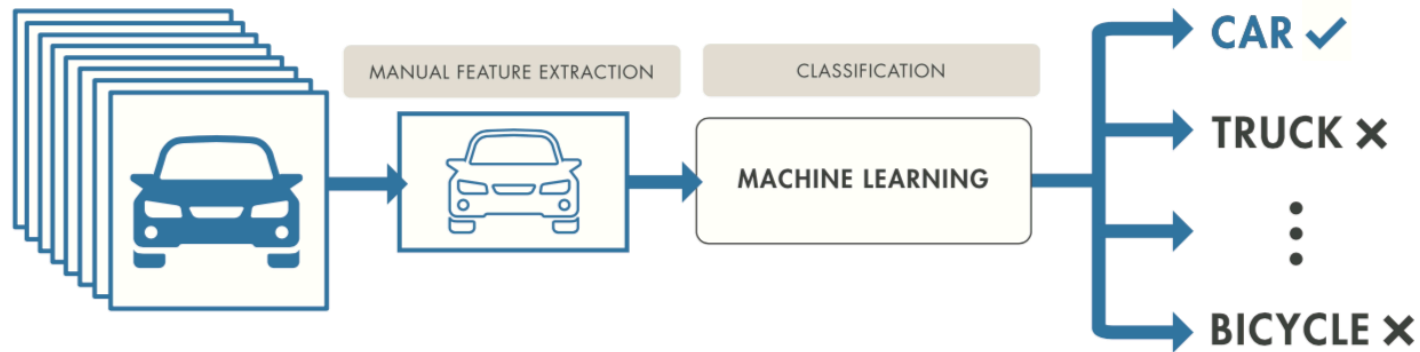 MANUAL FEATURE EXTRACTION
CLASSIFICATION
MACHINE LEARNING
CAR
TRUCK
BICYCLE